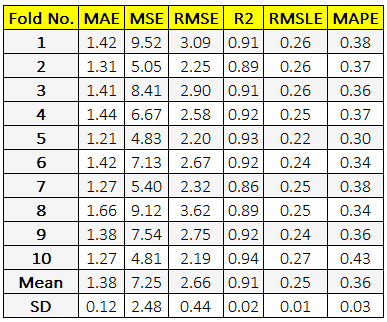 Fold No. MAE MSE RMSE R2 RMSLE MAPE
1 1.42 9.52 3.09 0.91 0.26 0.38
2 1.31 5.05 2.25 0.89 0.26 0.37
3 1.41 8.41 2.90 0.91 0.26 0.36
4 1.44 6.67 2.58 0.92 0.25 0.37
5 1.21 4.83 2.20 0.93 0.22 0.30
6 1.42 7.13 2.67 0.92 0.24 0.34
7 1.27 5.40 2.32 0.86 0.25 0.38
8 1.66 9.12 3.62 0.89 0.25 0.34
9 1.38 7.54 2.75 0.92 0.24 0.36
10 1.27 4.81 2.19 0.94 0.27 0.43
Mean 1.38 7.25 2.66 0.91 0.25 0.36
SD 0.12 2.48 0.44 0.02 0.01 0.03